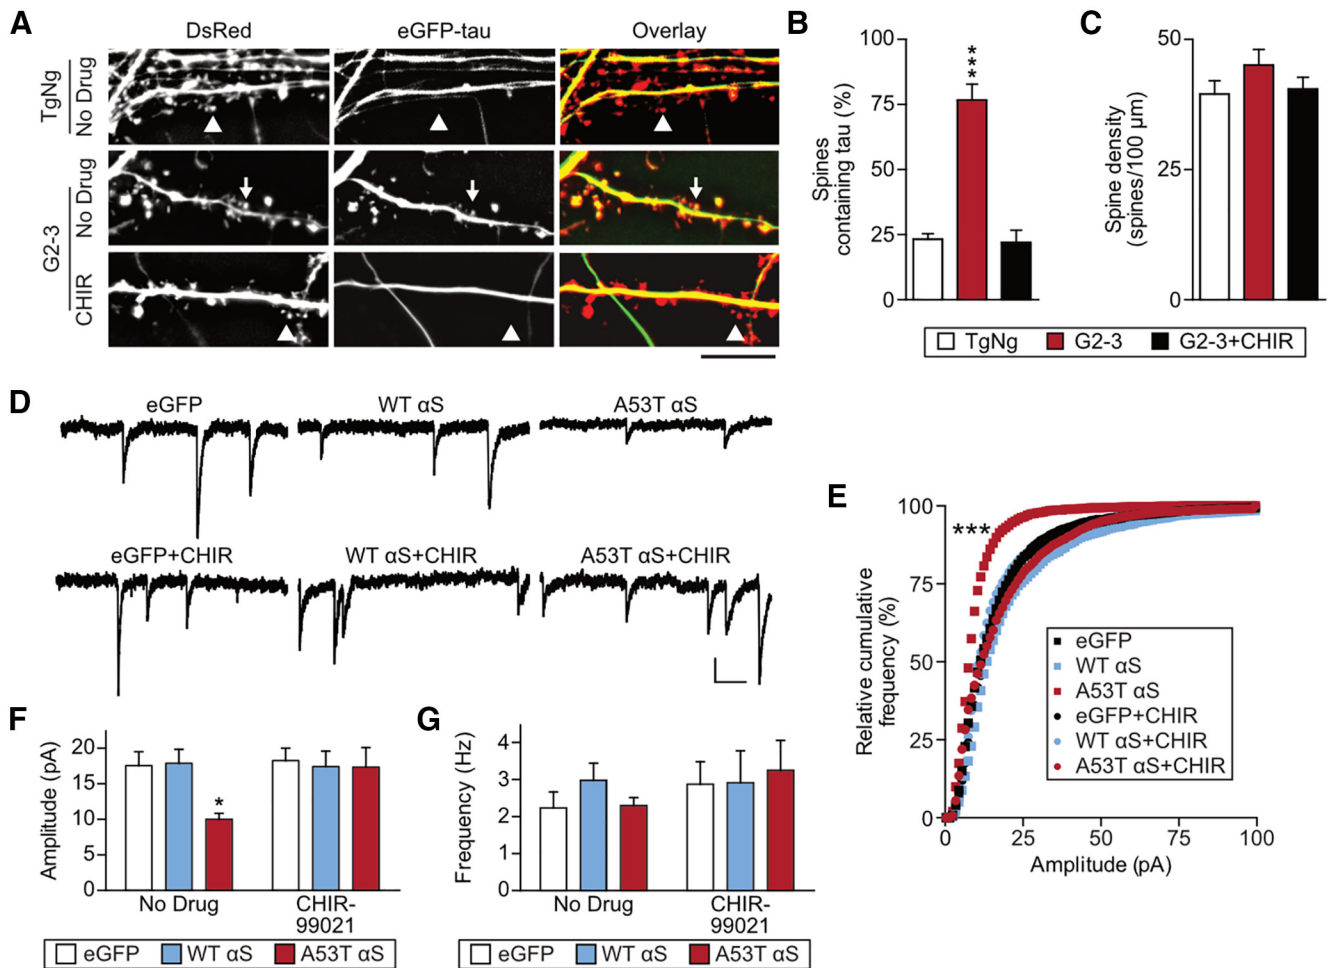 A
DsRed
eGFP-tau
Overlay
TgNg
No Drug
G2-3
No Drug
CHIR
B
100
75
50
25
0
Spines
containing tau (%)
***
C
50
25
0
Spine density
(spines/100 µm)
TgNg
G2-3
G2-3+CHIR
D
eGFP
WT αS
A53T αS
eGFP+CHIR
WT αS+CHIR
A53T αS+CHIR
E
100
75
50
25
0
Relative cumulative
frequency (%)
***
eGFP
WT αS
A53T αS
eGFP+CHIR
WT αS+CHIR
A53T αS+CHIR
0 25 50 75 100
Amplitude (pA)
F
20
15
10
5
0
Amplitude (pA)
*
No Drug
CHIR-
99021
eGFP
WT αS
A53T αS
G
4
3
2
1
0
Frequency (Hz)
No Drug
CHIR-
99021
eGFP
WT αS
A53T αS